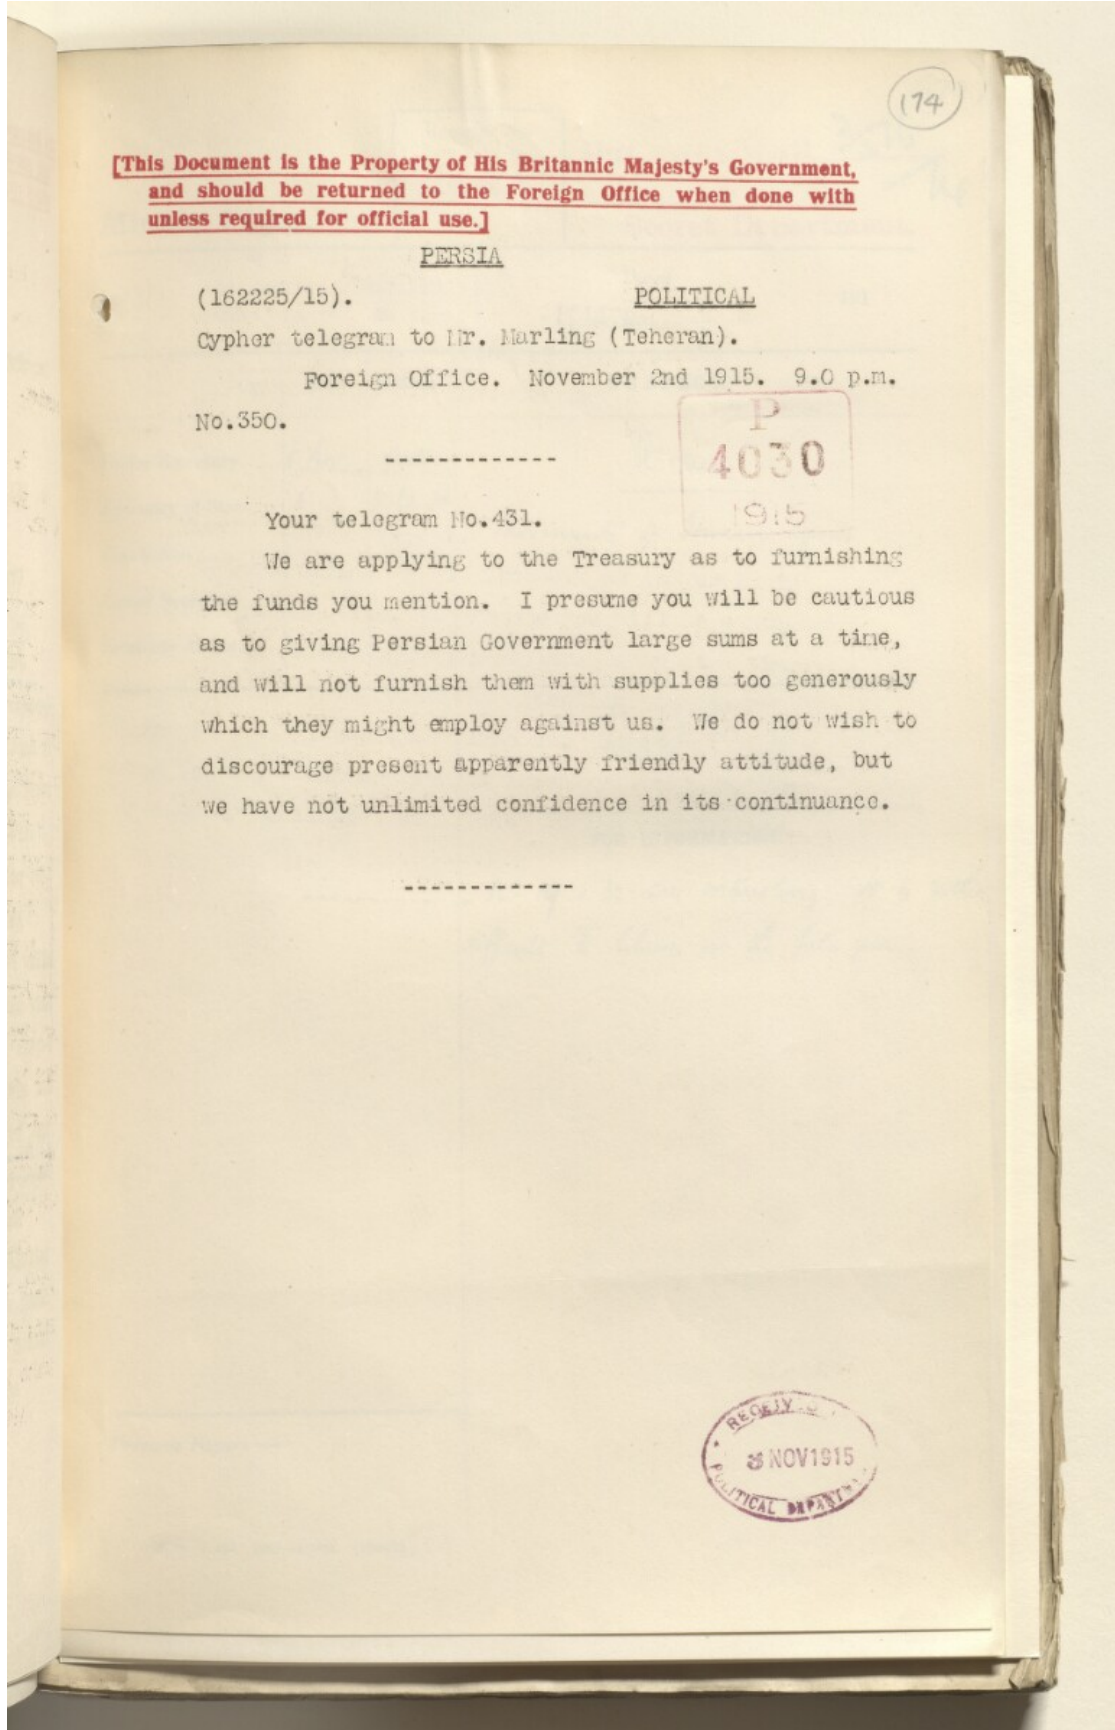 174
[This Document is the Property of His Britannic Majesty's Government,
and should be returned to the Foreign Office when done with
unless required for official use.]
PERSIA
(162225/15). POLITICAL
Cypher telegram to Mr. Marling (Teheran).
Foreign Office. November 2nd 1915. 9.0 p.m.
No.350.
P
4030
1915
-------------
Your telegram No.431.
We are applying to the Treasury as to furnishing
the funds you mention. I presume you will be cautious
as to giving Persian Government large sums at a time,
and will not furnish them with supplies too generously
which they might employ against us. We do not wish to
discourage present apparently friendly attitude, but
we have not unlimited confidence in its continuance.
-------------
NOV 1915
POLITICAL